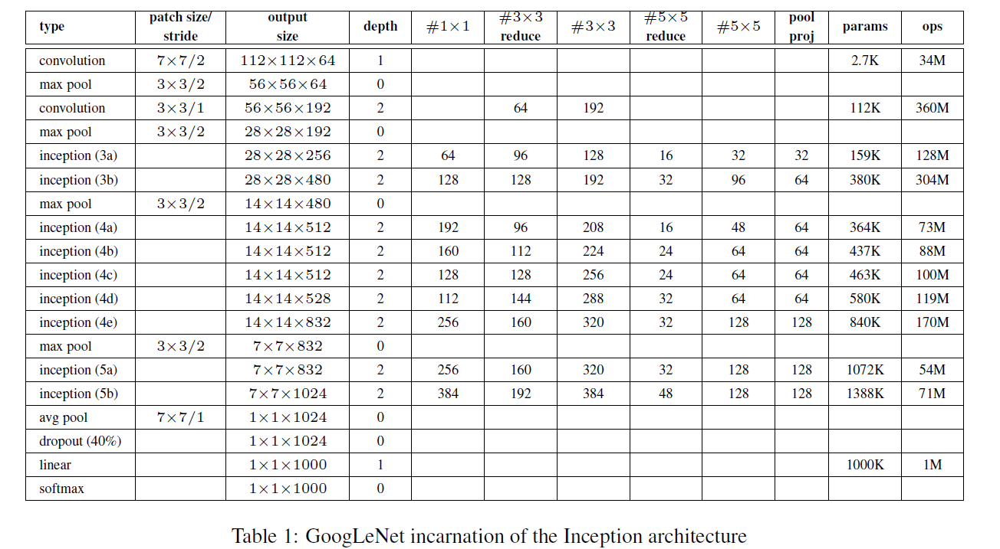 type patch size/ stride output size depth #1×1 #3×3 reduce #3×3 #5×5 reduce #5×5 pool proj params ops
convolution 7×7/2 112×112×64 1 2.7K 34M
max pool 3×3/2 56×56×64 0
convolution 3×3/1 56×56×192 2 64 192 112K 360M
max pool 3×3/2 28×28×192 0
inception (3a) 28×28×256 2 64 96 128 16 32 32 159K 128M
inception (3b) 28×28×480 2 128 128 192 32 96 64 380K 304M
max pool 3×3/2 14×14×480 0
inception (4a) 14×14×512 2 192 96 208 16 48 64 364K 73M
inception (4b) 14×14×512 2 160 112 224 24 64 64 437K 88M
inception (4c) 14×14×512 2 128 128 256 24 64 64 463K 100M
inception (4d) 14×14×528 2 112 144 288 32 64 64 580K 119M
inception (4e) 14×14×832 2 256 160 320 32 128 128 840K 170M
max pool 3×3/2 7×7×832 0
inception (5a) 7×7×832 2 256 160 320 32 128 128 1072K 54M
inception (5b) 7×7×1024 2 384 192 384 48 128 128 1388K 71M
avg pool 7×7/1 1×1×1024 0
dropout (40%) 1×1×1024 0
linear 1×1×1000 1 1000K 1M
softmax 1×1×1000 0
Table 1: GoogLeNet incarnation of the Inception architecture